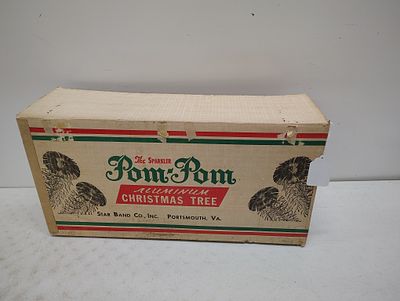 The Sparkler
Pom-Pom
ALUMINUM
CHRISTMAS TREE
Star Band Co., Inc. Portsmouth, Va.